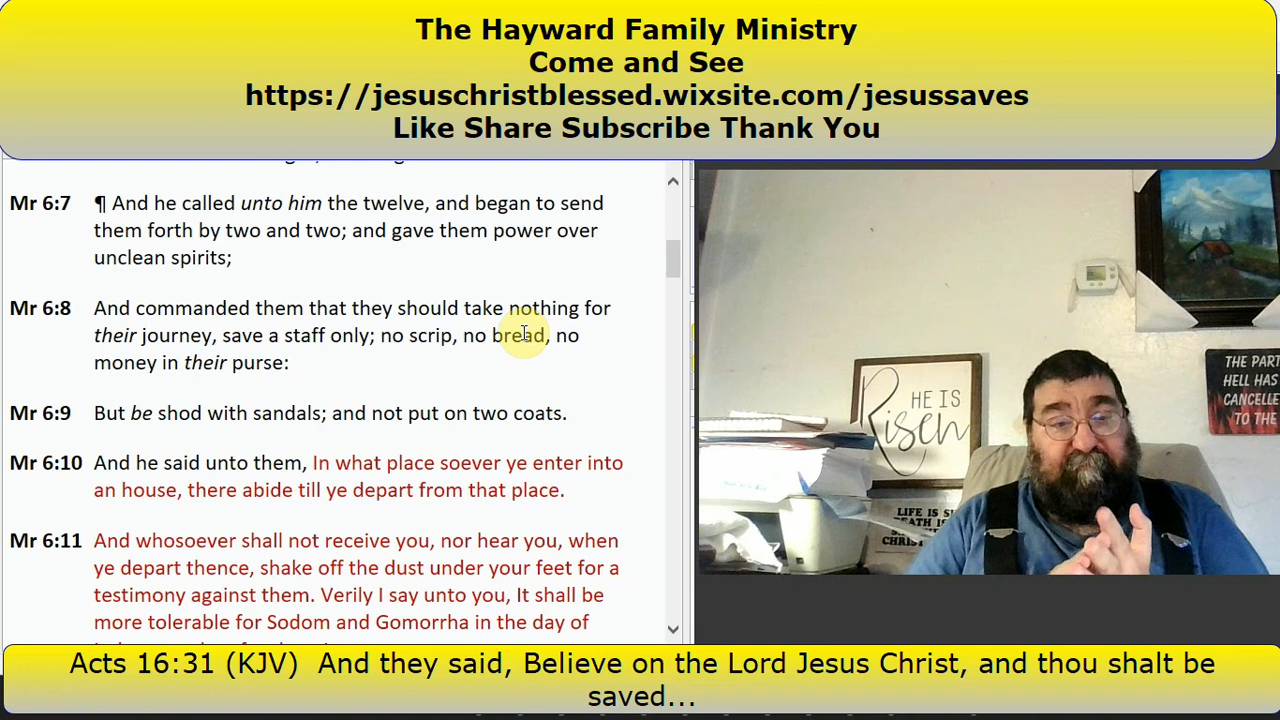 The Hayward Family Ministry
Come and See
https://jesuschristblessed.wixsite.com/jesussaves
Like Share Subscribe Thank You
Mr 6:7 ¶ And he called unto him the twelve, and began to send
them forth by two and two; and gave them power over
unclean spirits;
Mr 6:8 And commanded them that they should take nothing for
their journey, save a staff only; no scrip, no bread, no
money in their purse:
Mr 6:9 But be shod with sandals; and not put on two coats.
Mr 6:10 And he said unto them, In what place soever ye enter into
an house, there abide till ye depart from that place.
Mr 6:11 And whosoever shall not receive you, nor hear you, when
ye depart thence, shake off the dust under your feet for a
testimony against them. Verily I say unto you, It shall be
more tolerable for Sodom and Gomorrha in the day of
HE IS
Risen
THE PART
HELL HAS
CANCELLE
TO THE
LIFE IS
Acts 16:31 (KJV) And they said, Believe on the Lord Jesus Christ, and thou shalt be
saved...